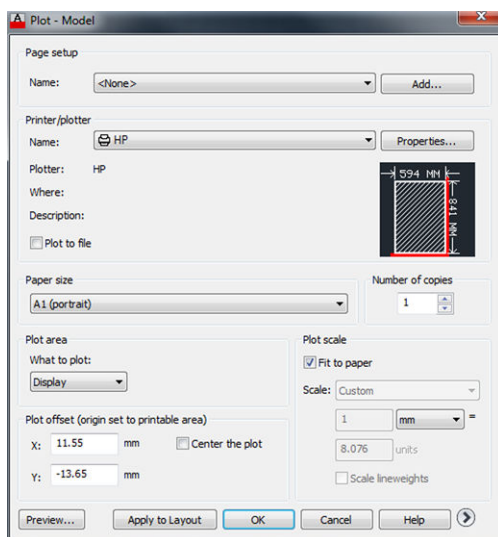 Plot - Model
Page setup
Name: <None> Add...
Printer/plotter
Name: HP Properties...
Plotter: HP
Where:
Description:
Plot to file
594 MM
841 MM
Paper size
A1 (portrait)
Number of copies
1
Plot area
What to plot:
Display
Plot scale
Fit to paper
Scale: Custom
1 mm =
8.076 units
Scale lineweights
Plot offset (origin set to printable area)
X: 11.55 mm Center the plot
Y: -13.65 mm
Preview... Apply to Layout OK Cancel Help